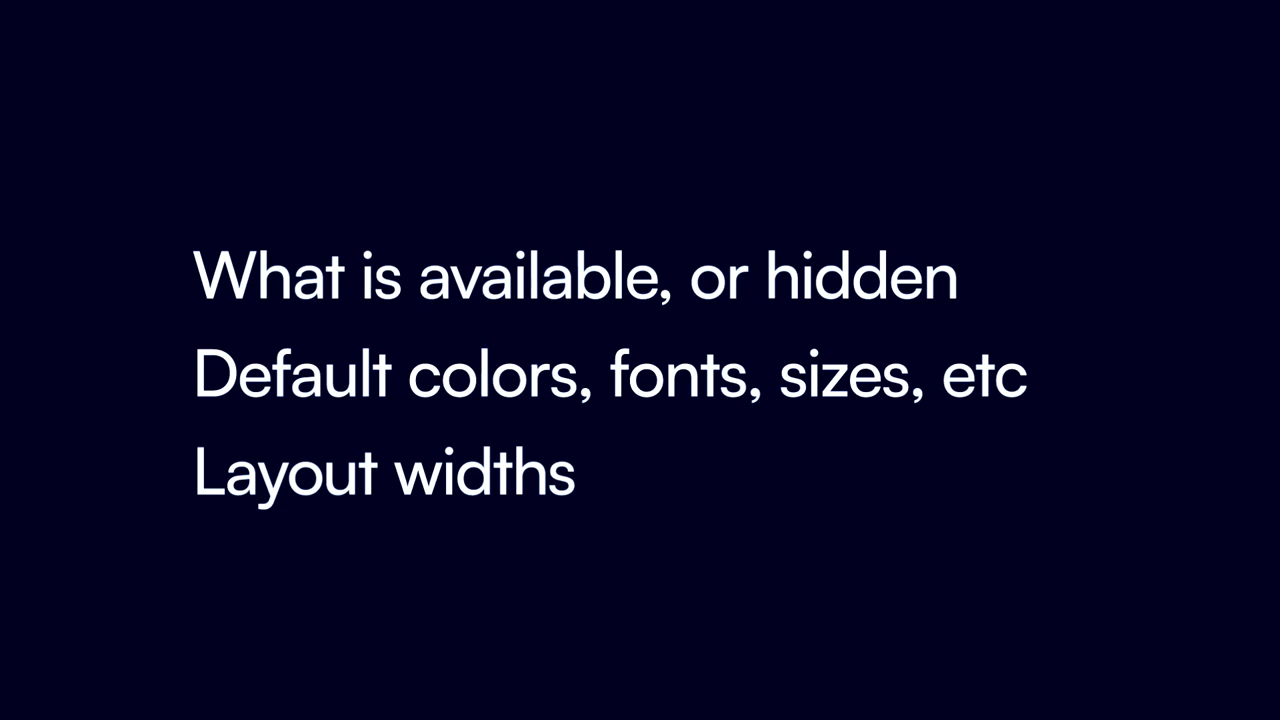 What is available, or hidden
Default colors, fonts, sizes, etc
Layout widths